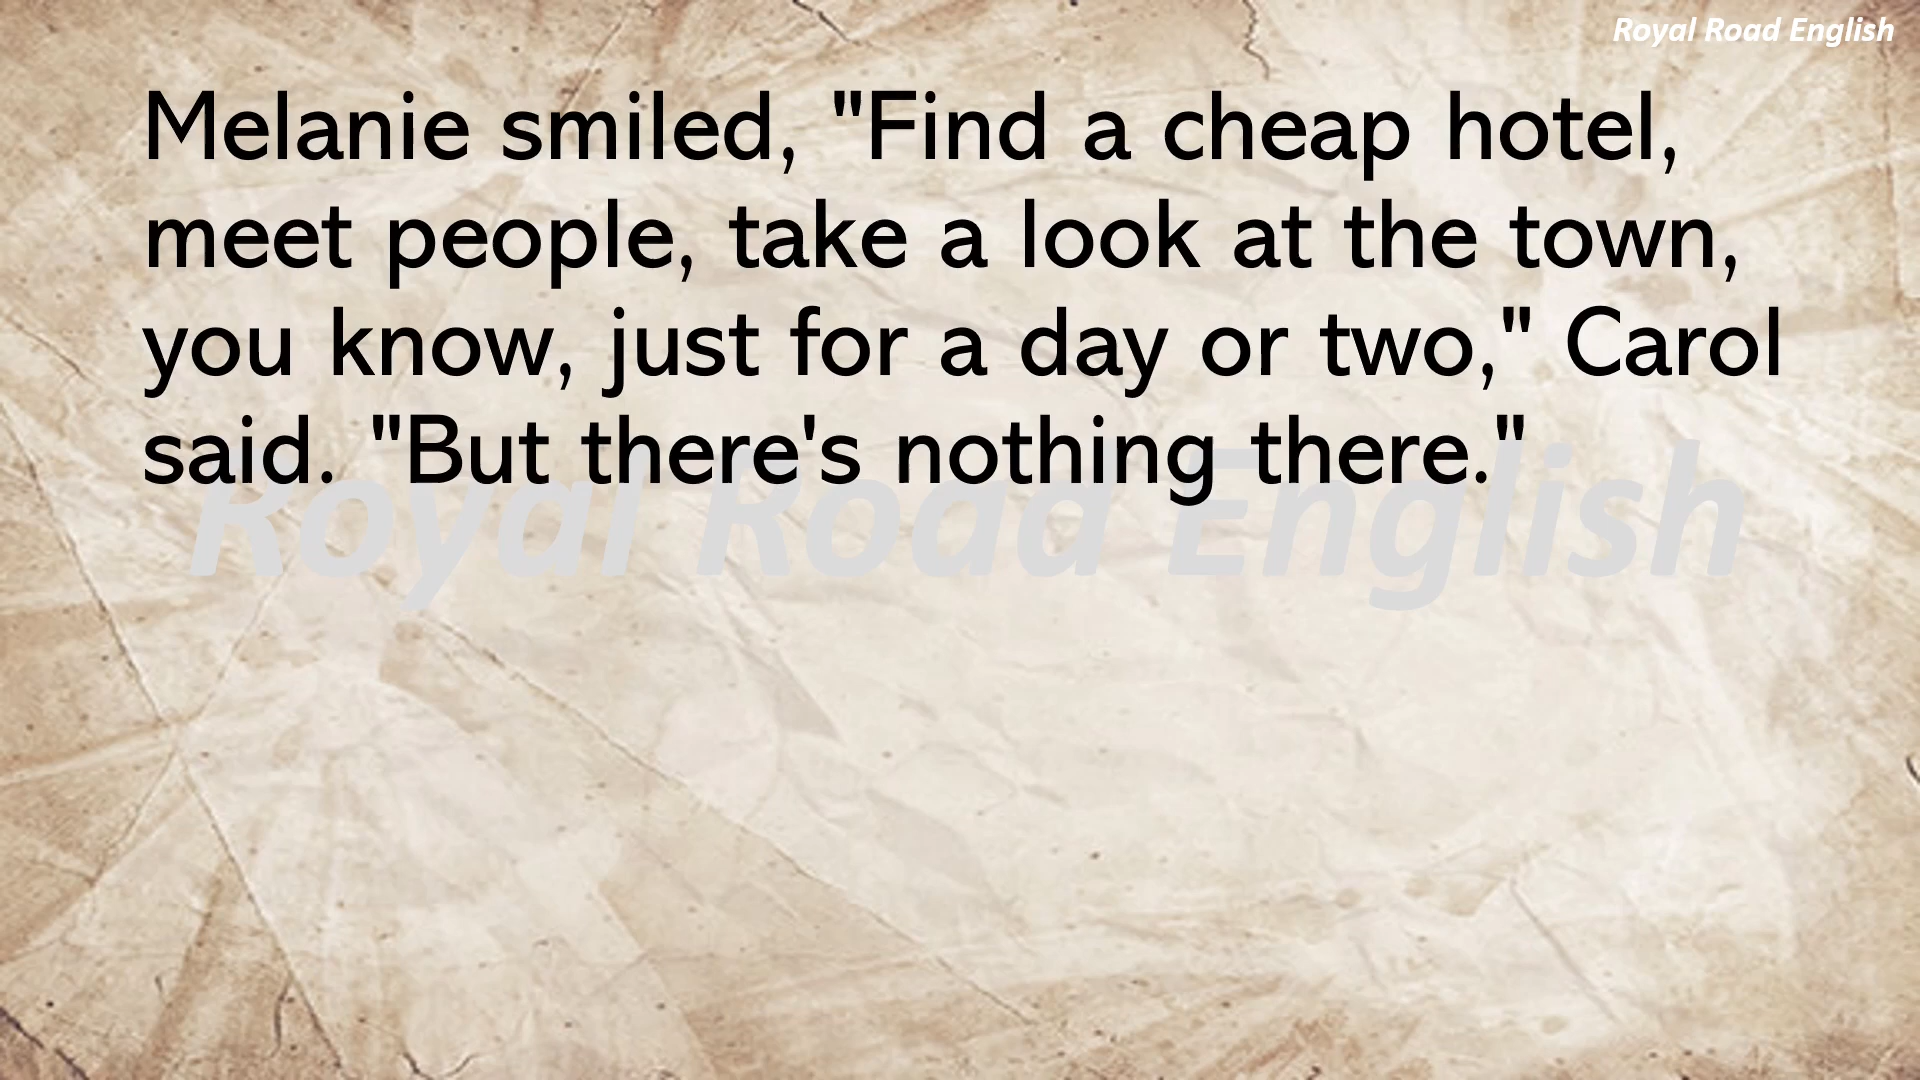 Royal Road English
Melanie smiled, "Find a cheap hotel,
meet people, take a look at the town,
you know, just for a day or two," Carol
said. "But there's nothing there."
Royal Road English